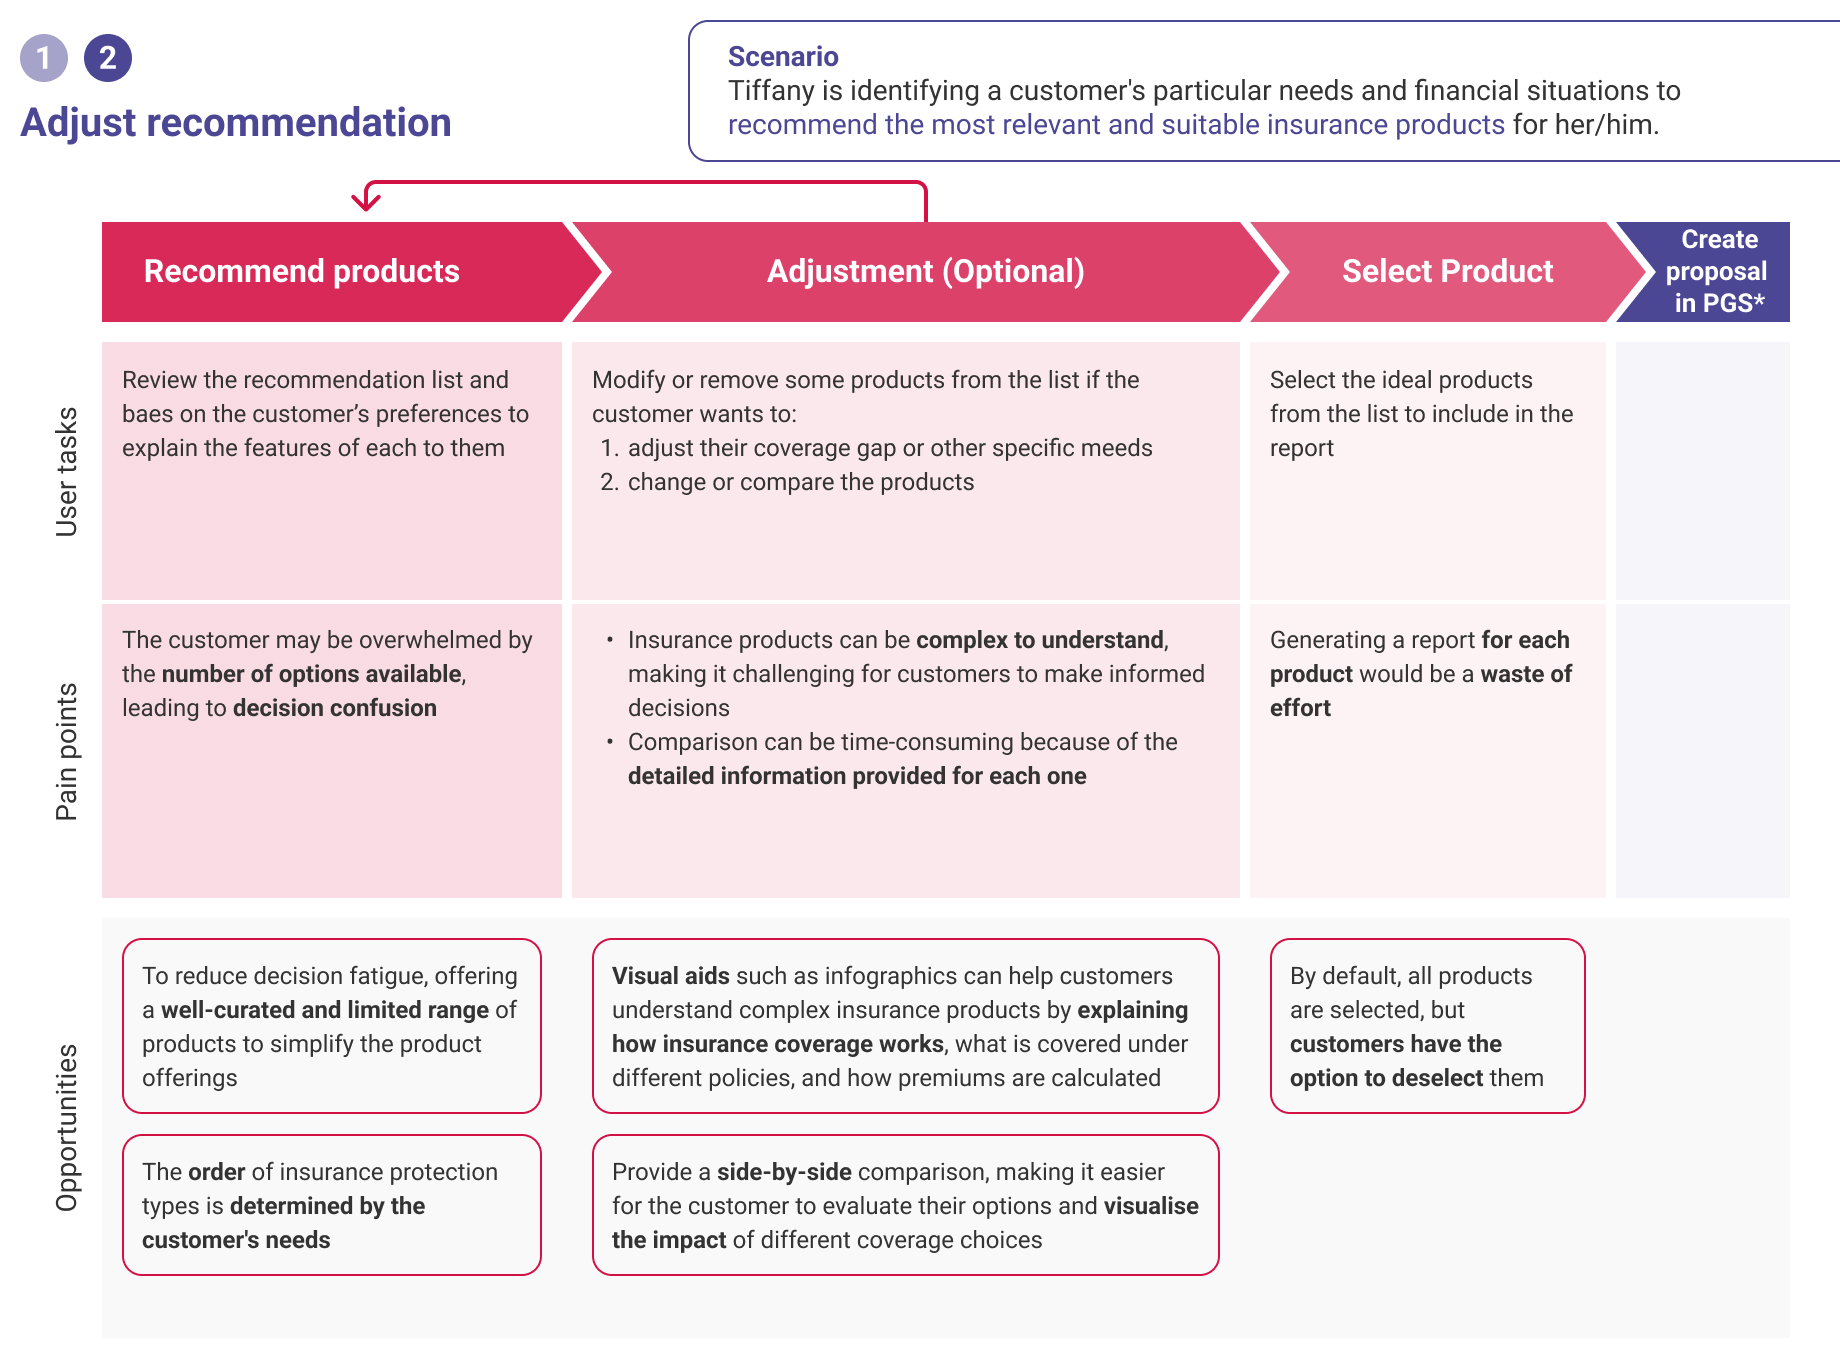 1 2
Adjust recommendation
Scenario
Tiffany is identifying a customer's particular needs and financial situations to
recommend the most relevant and suitable insurance products for her/him.
Recommend products
Adjustment (Optional)
Select Product
Create
proposal
in PGS*
User tasks
Review the recommendation list and
baes on the customer’s preferences to
explain the features of each to them
Modify or remove some products from the list if the
customer wants to:
1. adjust their coverage gap or other specific meeds
2. change or compare the products
Select the ideal products
from the list to include in the
report
Pain points
The customer may be overwhelmed by
the number of options available,
leading to decision confusion
• Insurance products can be complex to understand,
making it challenging for customers to make informed
decisions
• Comparison can be time-consuming because of the
detailed information provided for each one
Generating a report for each
product would be a waste of
effort
Opportunities
To reduce decision fatigue, offering
a well-curated and limited range of
products to simplify the product
offerings
The order of insurance protection
types is determined by the
customer's needs
Visual aids such as infographics can help customers
understand complex insurance products by explaining
how insurance coverage works, what is covered under
different policies, and how premiums are calculated
Provide a side-by-side comparison, making it easier
for the customer to evaluate their options and visualise
the impact of different coverage choices
By default, all products
are selected, but
customers have the
option to deselect them